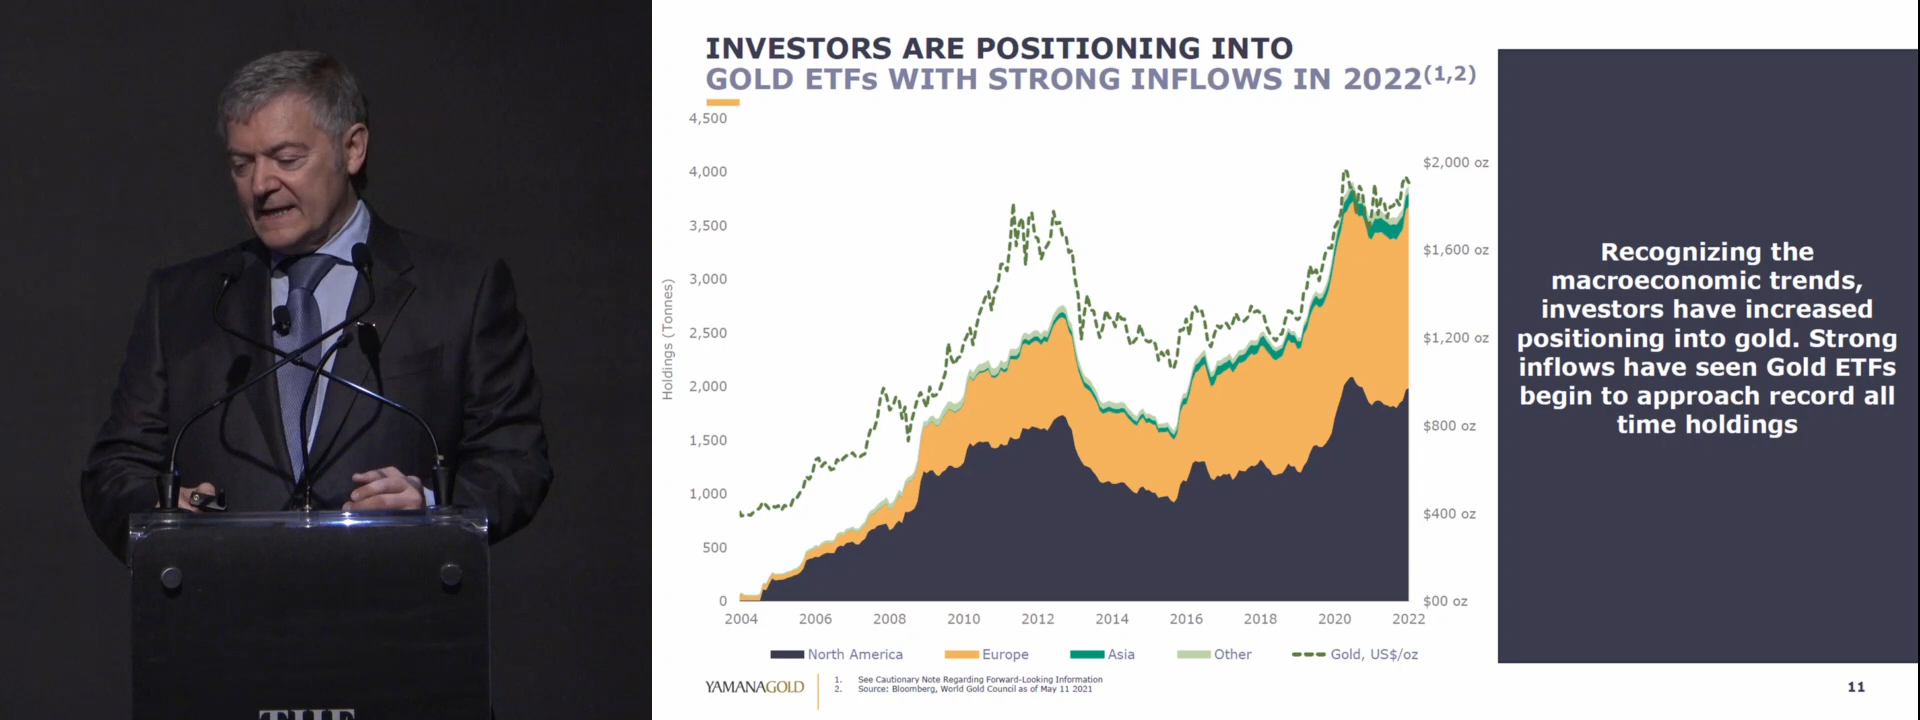 INVESTORS ARE POSITIONING INTO
GOLD ETFs WITH STRONG INFLOWS IN 2022(1,2)
4,500
4,000
3,500
3,000
2,500
2,000
1,500
1,000
500
0
Holdings (Tonnes)
$2,000 oz
$1,600 oz
$1,200 oz
$800 oz
$400 oz
$00 oz
2004 2006 2008 2010 2012 2014 2016 2018 2020 2022
North America Europe Asia Other Gold, US$/oz
Recognizing the
macroeconomic trends,
investors have increased
positioning into gold. Strong
inflows have seen Gold ETFs
begin to approach record all
time holdings
YAMANAGOLD
1. See Cautionary Note Regarding Forward-Looking Information
2. Source: Bloomberg, World Gold Council as of May 11 2021
11
THE